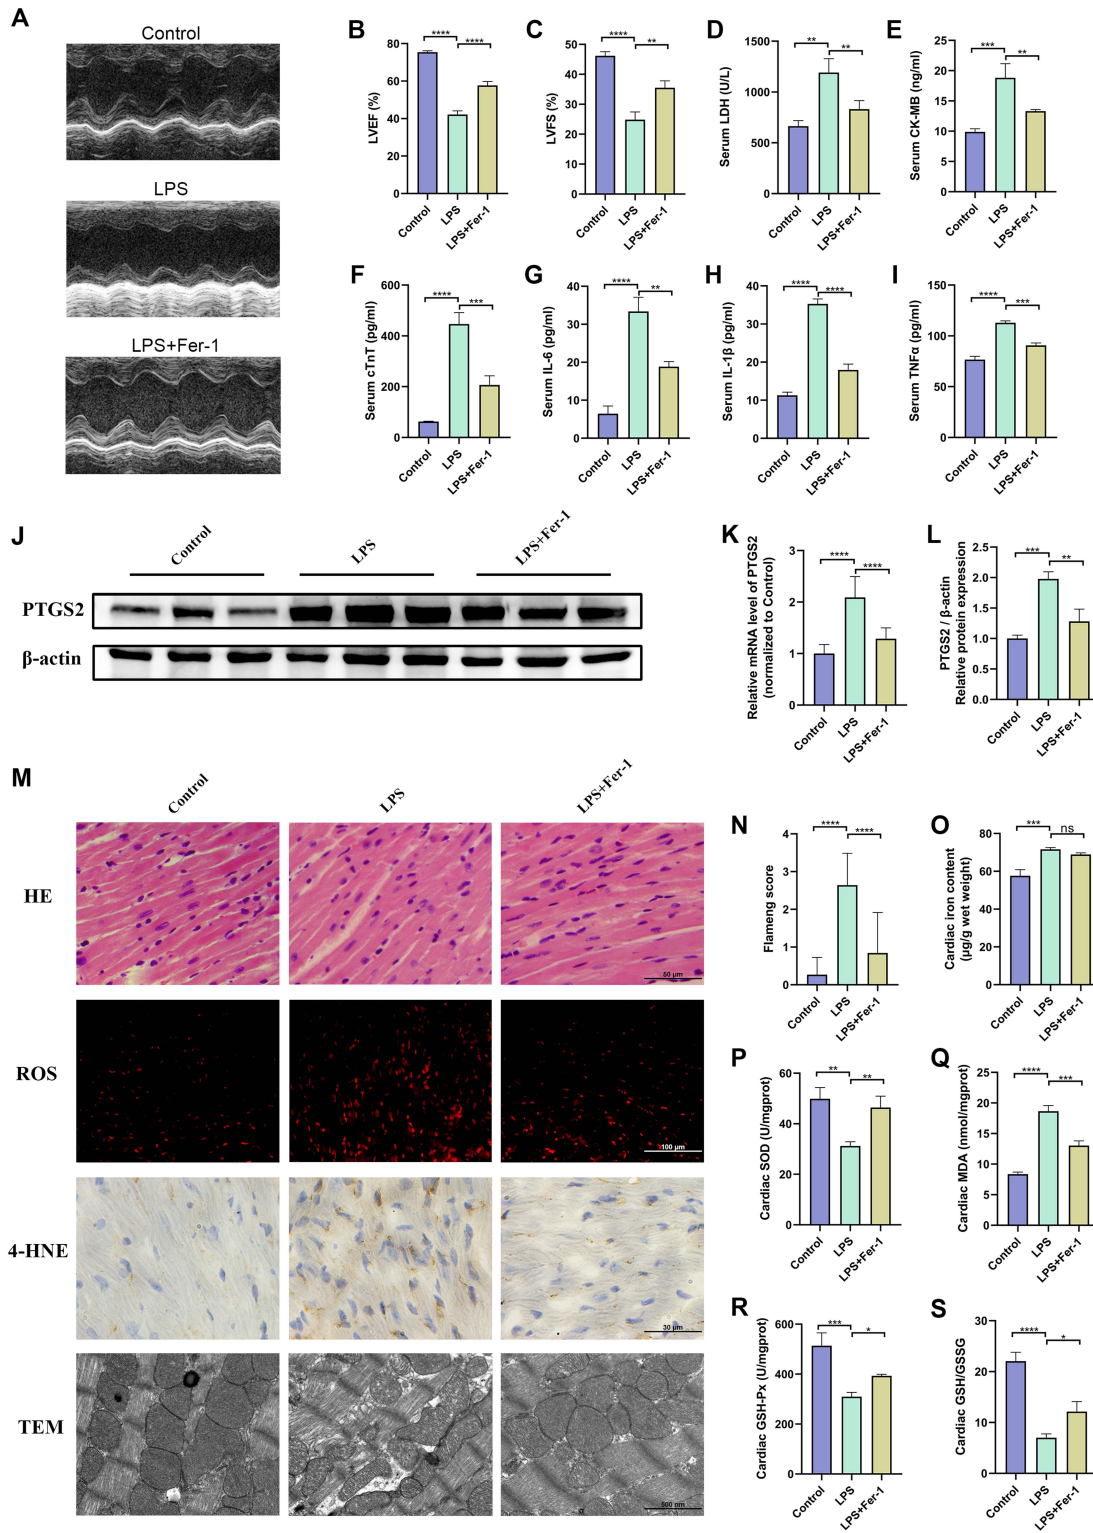 A
Control
LPS
LPS+Fer-1
B
LVEF (%)
80
60
40
20
0
****
****
Control
LPS
LPS+Fer-1
C
LVFS (%)
50
40
30
20
10
0
****
**
Control
LPS
LPS+Fer-1
D
Serum LDH (U/L)
1500
1000
500
0
**
**
Control
LPS
LPS+Fer-1
E
Serum CK-MB (ng/ml)
25
20
15
10
5
0
***
**
Control
LPS
LPS+Fer-1
F
Serum cTnT (pg/ml)
600
400
200
0
****
***
Control
LPS
LPS+Fer-1
G
Serum IL-6 (pg/ml)
40
30
20
10
0
****
**
Control
LPS
LPS+Fer-1
H
Serum IL-1β (pg/ml)
40
30
20
10
0
****
****
Control
LPS
LPS+Fer-1
I
Serum TNFα (pg/ml)
150
100
50
0
****
***
Control
LPS
LPS+Fer-1
J
Control
LPS
LPS+Fer-1
PTGS2
β-actin
K
Relative mRNA level of PTGS2
(normalized to Control)
3
2
1
0
****
****
Control
LPS
LPS+Fer-1
L
PTGS2 / β-actin
Relative protein expression
2.5
2.0
1.5
1.0
0.5
0.0
***
**
Control
LPS
LPS+Fer-1
M
Control
LPS
LPS+Fer-1
HE
50 μm
ROS
100 μm
4-HNE
30 μm
TEM
500 nm
N
Flameng score
4
3
2
1
0
****
****
Control
LPS
LPS+Fer-1
O
Cardiac iron content
(μg/g wet weight)
80
60
40
20
0
***
ns
Control
LPS
LPS+Fer-1
P
Cardiac SOD (U/mgprot)
60
40
20
0
**
**
Control
LPS
LPS+Fer-1
Q
Cardiac MDA (nmol/mgprot)
25
20
15
10
5
0
****
***
Control
LPS
LPS+Fer-1
R
Cardiac GSH-Px (U/mgprot)
600
400
200
0
***
*
Control
LPS
LPS+Fer-1
S
Cardiac GSH/GSSG
30
20
10
0
****
*
Control
LPS
LPS+Fer-1